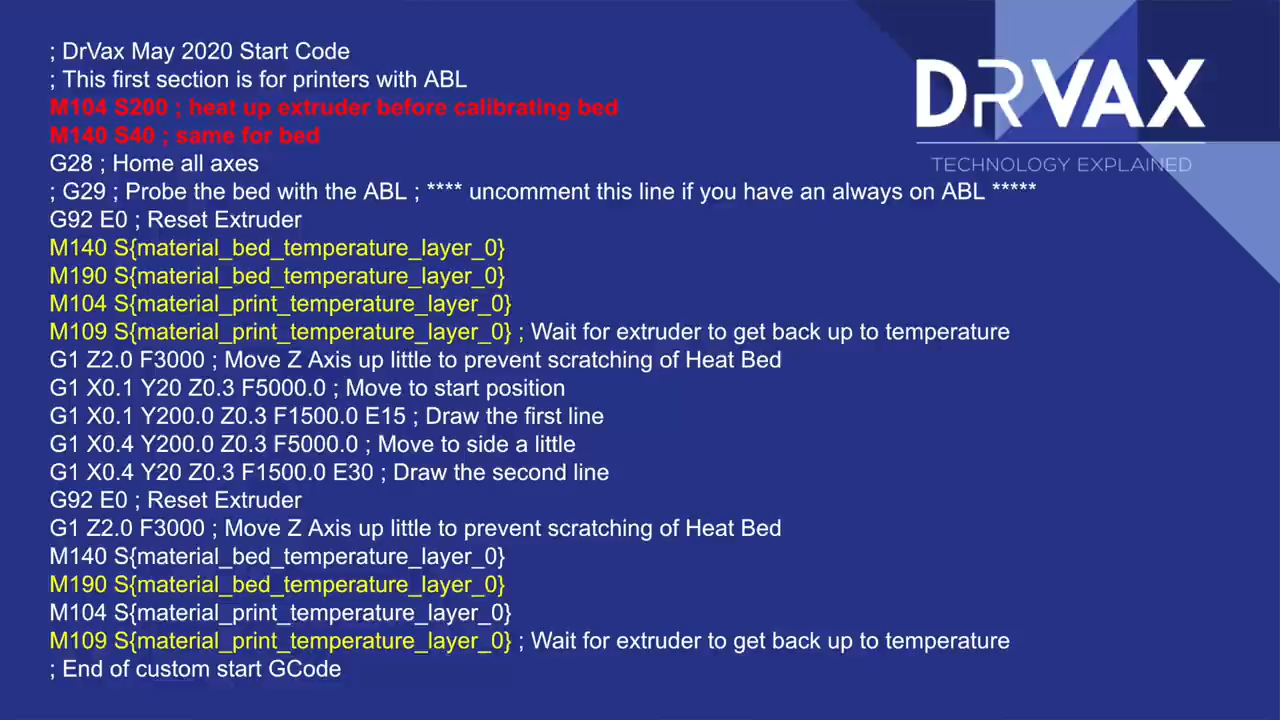 ; DrVax May 2020 Start Code
; This first section is for printers with ABL
M104 S200 ; heat up extruder before calibrating bed
M140 S40 ; same for bed
G28 ; Home all axes
; G29 ; Probe the bed with the ABL ; **** uncomment this line if you have an always on ABL *****
G92 E0 ; Reset Extruder
M140 S{material_bed_temperature_layer_0}
M190 S{material_bed_temperature_layer_0}
M104 S{material_print_temperature_layer_0}
M109 S{material_print_temperature_layer_0} ; Wait for extruder to get back up to temperature
G1 Z2.0 F3000 ; Move Z Axis up little to prevent scratching of Heat Bed
G1 X0.1 Y20 Z0.3 F5000.0 ; Move to start position
G1 X0.1 Y200.0 Z0.3 F1500.0 E15 ; Draw the first line
G1 X0.4 Y200.0 Z0.3 F5000.0 ; Move to side a little
G1 X0.4 Y20 Z0.3 F1500.0 E30 ; Draw the second line
G92 E0 ; Reset Extruder
G1 Z2.0 F3000 ; Move Z Axis up little to prevent scratching of Heat Bed
M140 S{material_bed_temperature_layer_0}
M190 S{material_bed_temperature_layer_0}
M104 S{material_print_temperature_layer_0}
M109 S{material_print_temperature_layer_0} ; Wait for extruder to get back up to temperature
; End of custom start GCode
DRVAX
TECHNOLOGY EXPLAINED